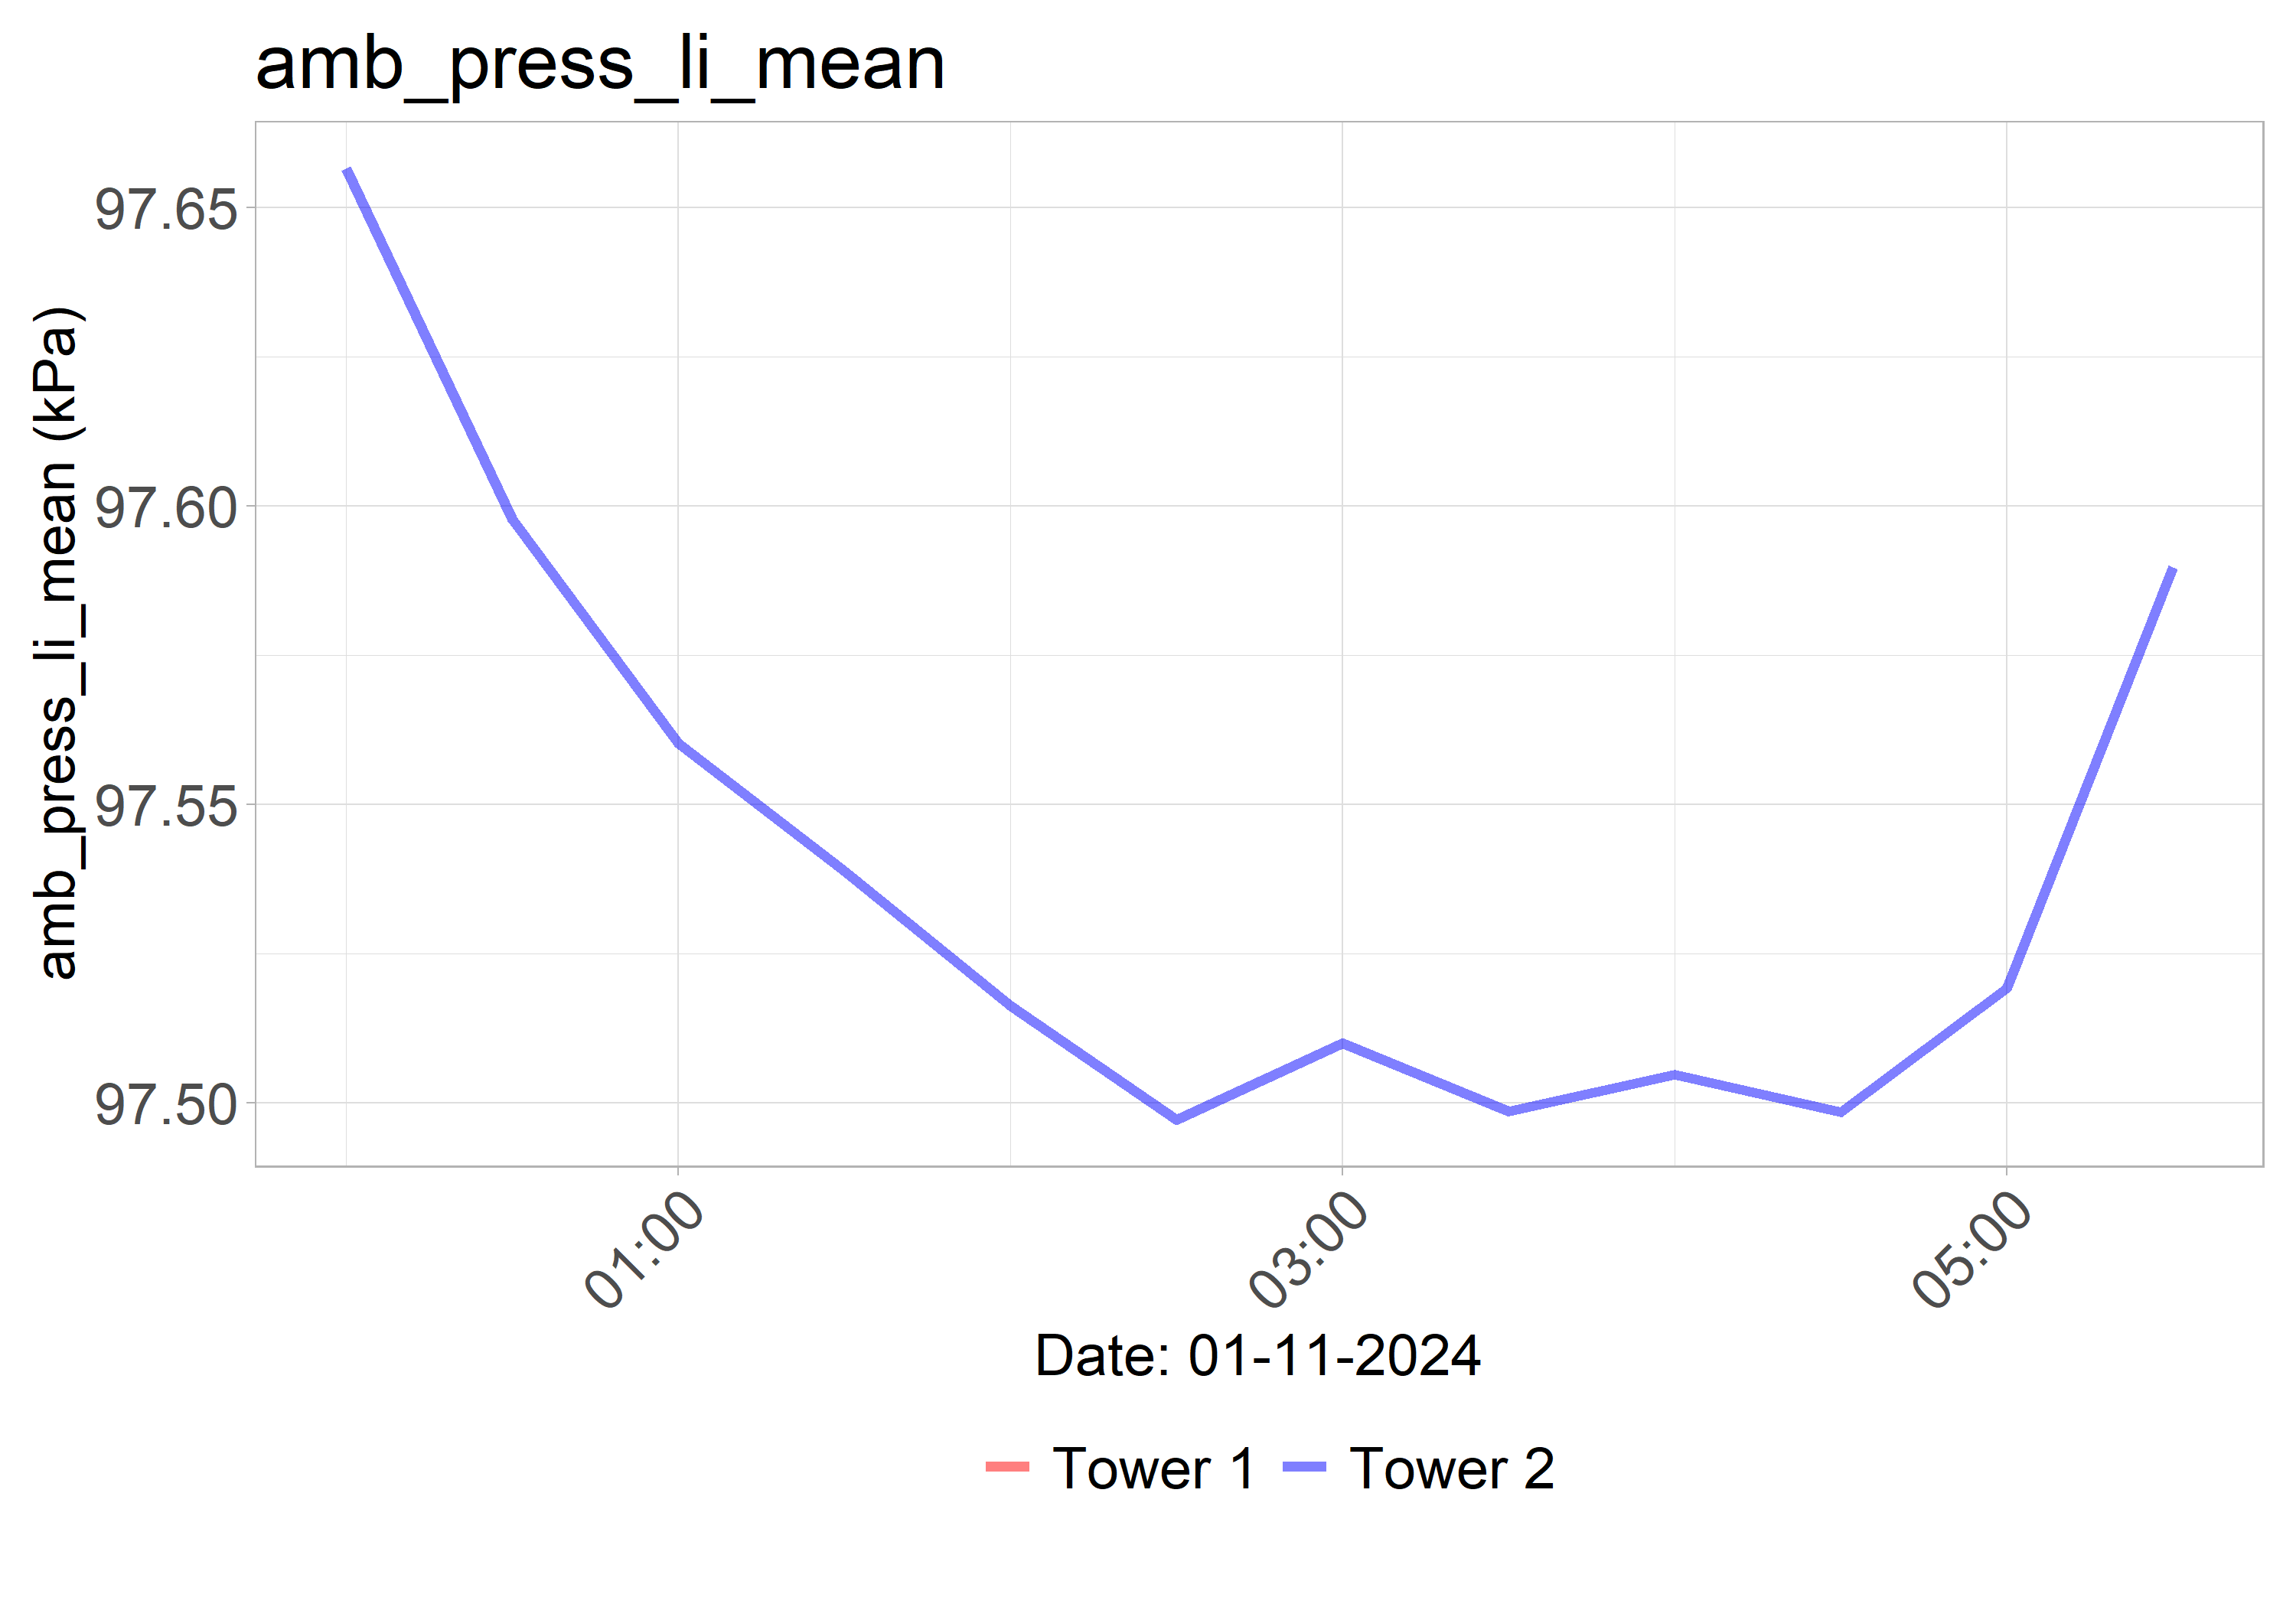 amb_press_li_mean
amb_press_li_mean (kPa)
97.65
97.60
97.55
97.50
01:00
03:00
05:00
Date: 01-11-2024
Tower 1
Tower 2